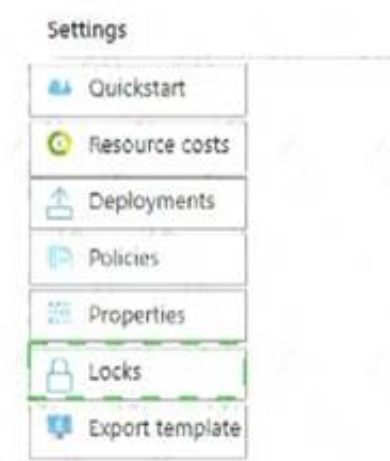 Settings
Quickstart
Resource costs
Deployments
Policies
Properties
Locks
Export template